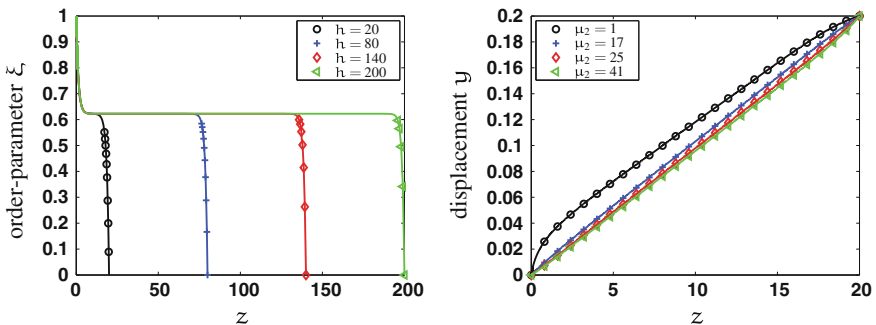 order-parameter ξ
1
0.9
0.8
0.7
0.6
0.5
0.4
0.3
0.2
0.1
0
0
50
100
150
200
z
h = 20
h = 80
h = 140
h = 200
displacement y
0.2
0.18
0.16
0.14
0.12
0.1
0.08
0.06
0.04
0.02
0
0
5
10
15
20
z
μ₂ = 1
μ₂ = 17
μ₂ = 25
μ₂ = 41